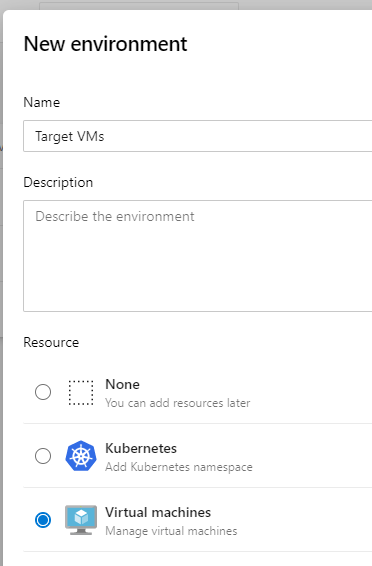 New environment
Name
Target VMs
Description
Describe the environment
Resource
None
You can add resources later
Kubernetes
Add Kubernetes namespace
Virtual machines
Manage virtual machines